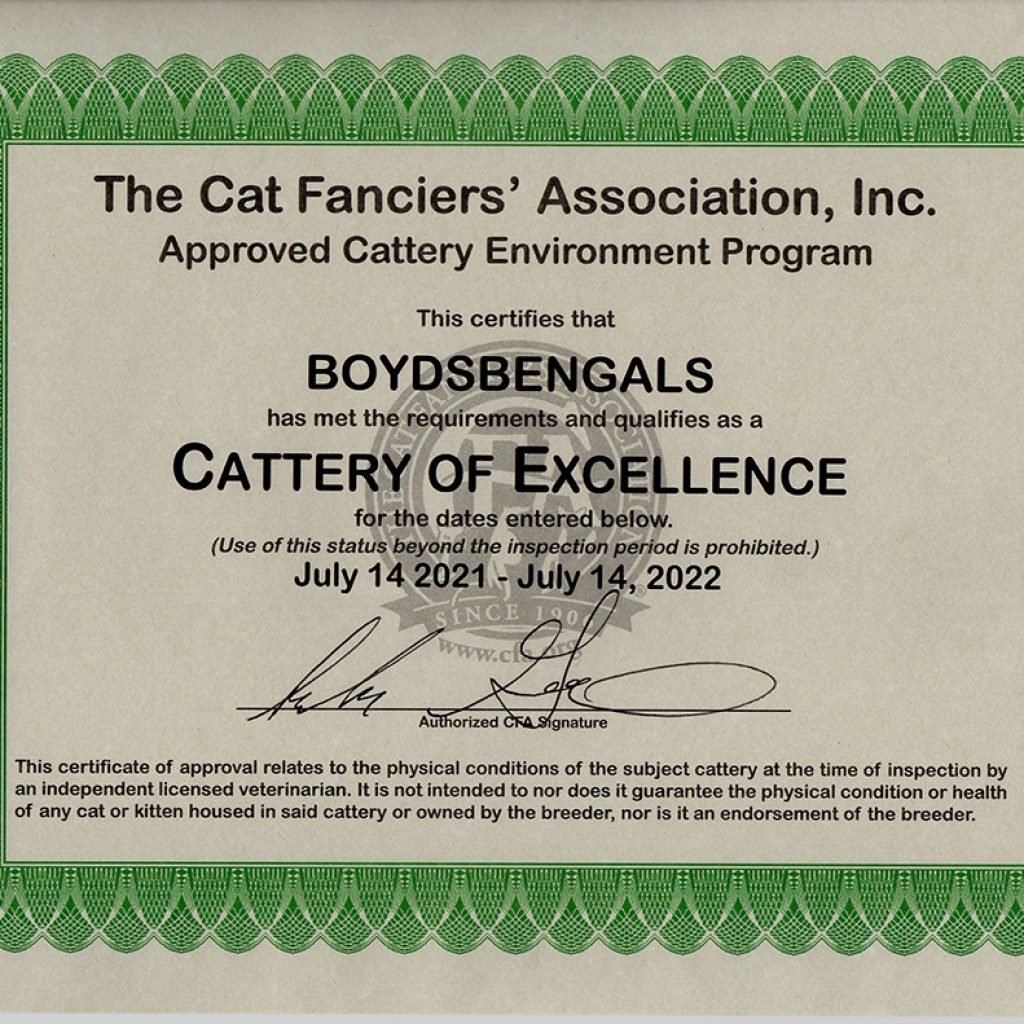 The Cat Fanciers' Association, Inc.
Approved Cattery Environment Program
This certifies that
BOYDSBENGALS
has met the requirements and qualifies as a
CATTERY OF EXCELLENCE
for the dates entered below.
(Use of this status beyond the inspection period is prohibited.)
July 14 2021 - July 14, 2022
SINCE 1906
www.cfa.org
Authorized CFA Signature
This certificate of approval relates to the physical conditions of the subject cattery at the time of inspection by
an independent licensed veterinarian. It is not intended to nor does it guarantee the physical condition or health
of any cat or kitten housed in said cattery or owned by the breeder, nor is it an endorsement of the breeder.